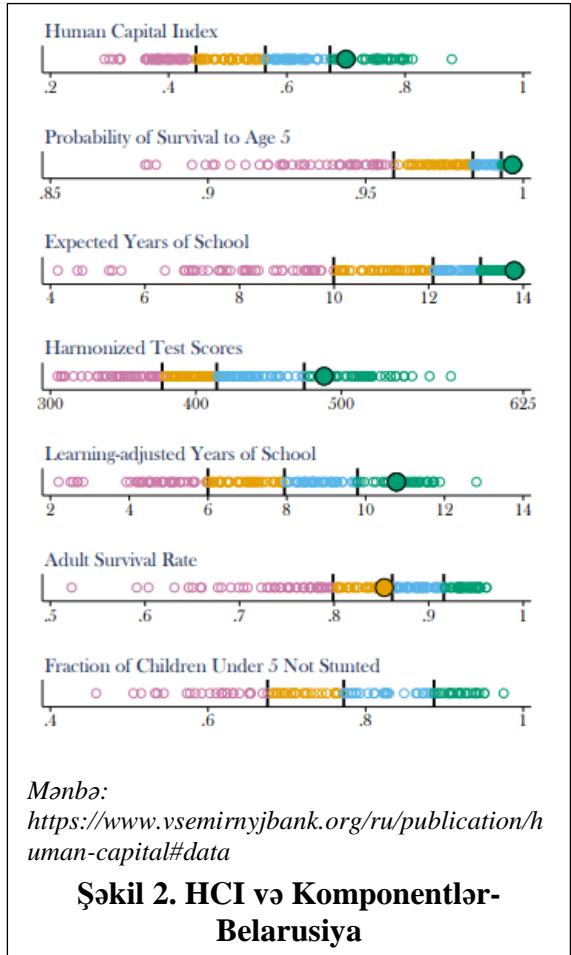 Human Capital Index
.2 .4 .6 .8 1
Probability of Survival to Age 5
.85 .9 .95 1
Expected Years of School
4 6 8 10 12 14
Harmonized Test Scores
300 400 500 625
Learning-adjusted Years of School
2 4 6 8 10 12 14
Adult Survival Rate
.5 .6 .7 .8 .9 1
Fraction of Children Under 5 Not Stunted
.4 .6 .8 1
Mənbə:
https://www.vsemirnyjbank.org/ru/publication/h
uman-capital#data
Şəkil 2. HCI və Komponentlər-
Belarusiya